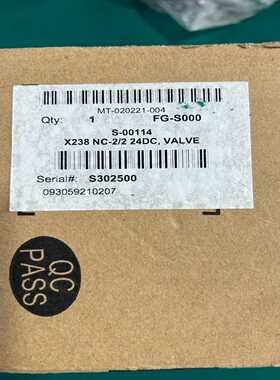 MT-020221-004
Qty: 1 FG-S000
S-00114
X238 NC-2/2 24DC, VALVE
Serial#: S302500
093059210207
QC
PASS